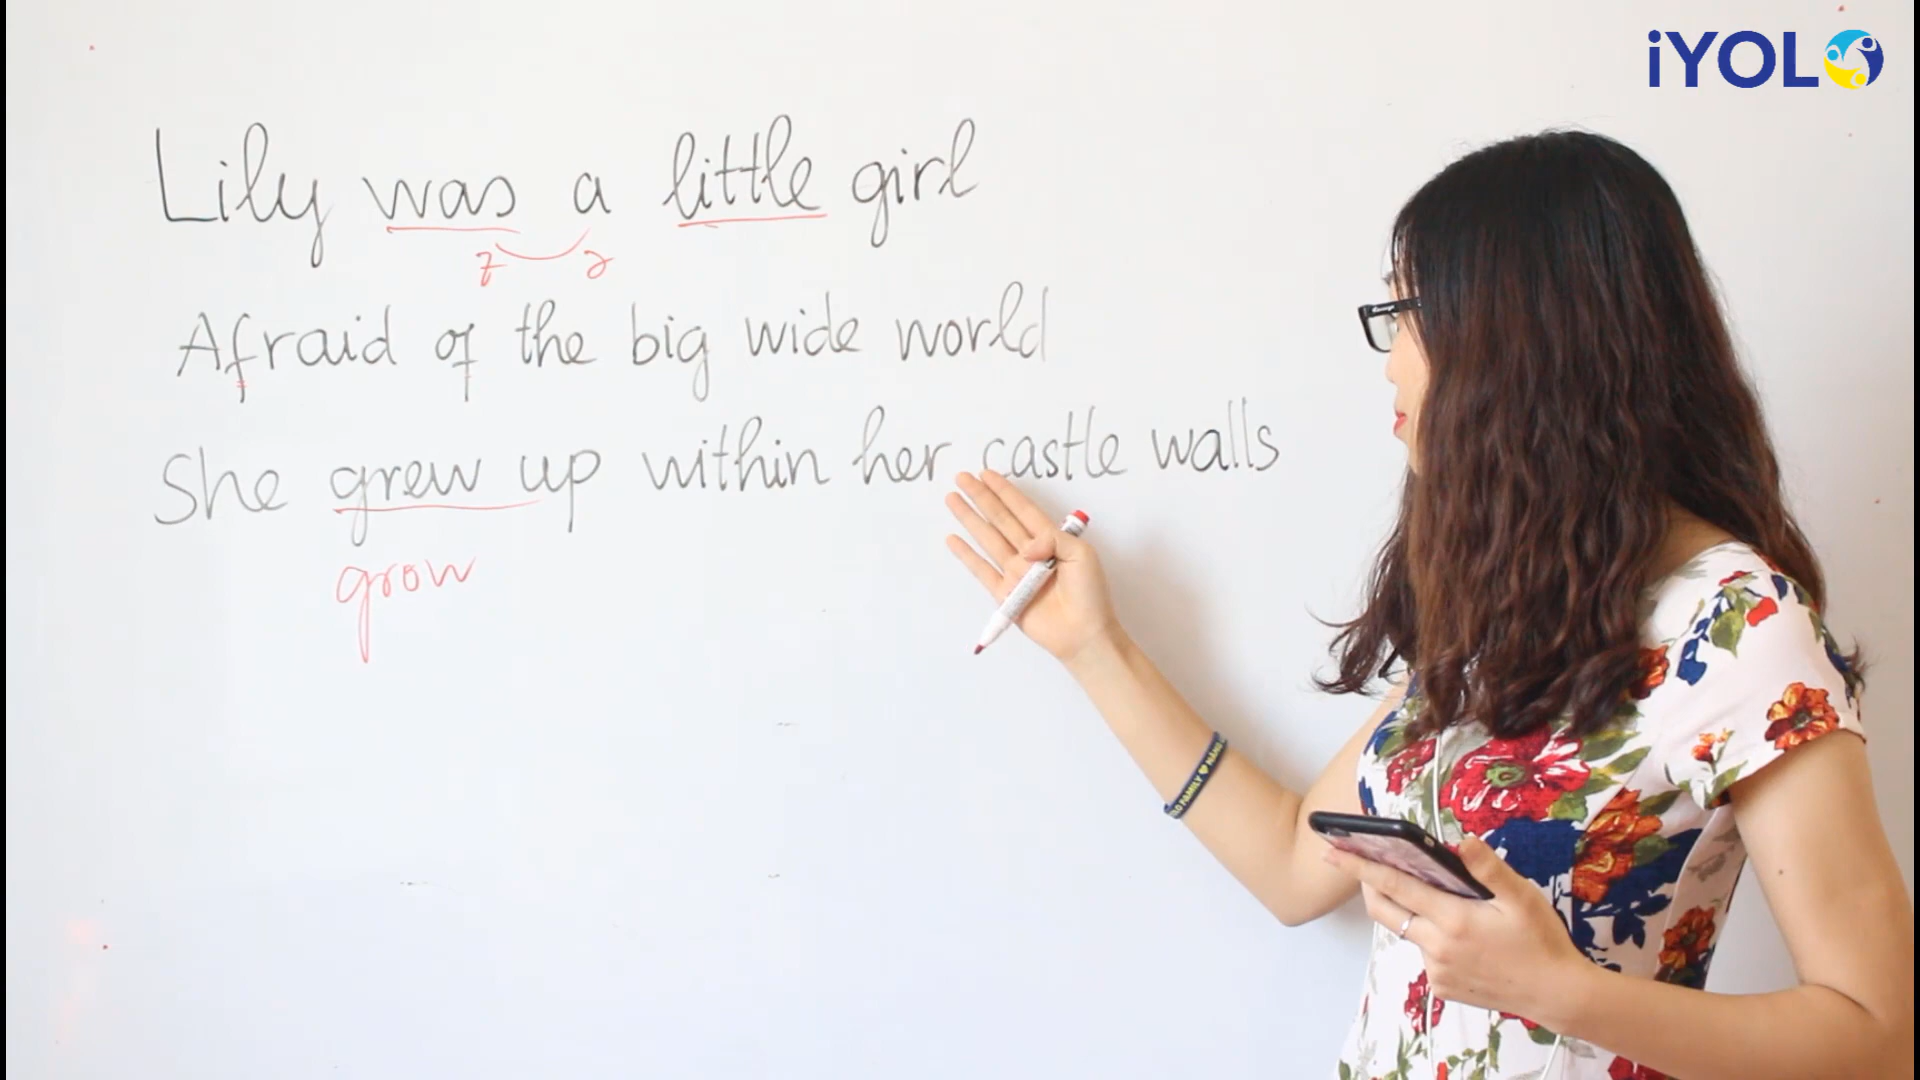 iYOLO
Lily was a little girl
z ə
Afraid of the big wide world
She grew up within her castle walls
grow
FAMILY